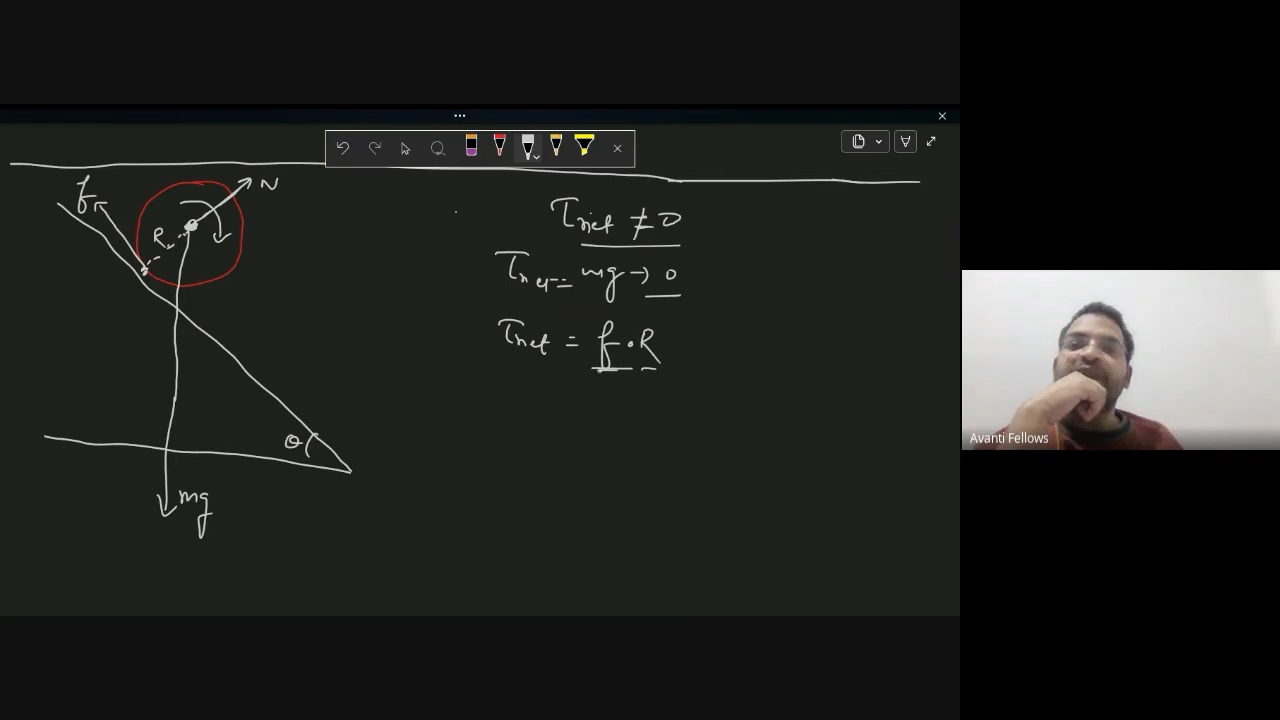 f
N
R
θ
mg
τnet ≠ 0
τnet = mg → 0
τnet = f · R
Avanti Fellows